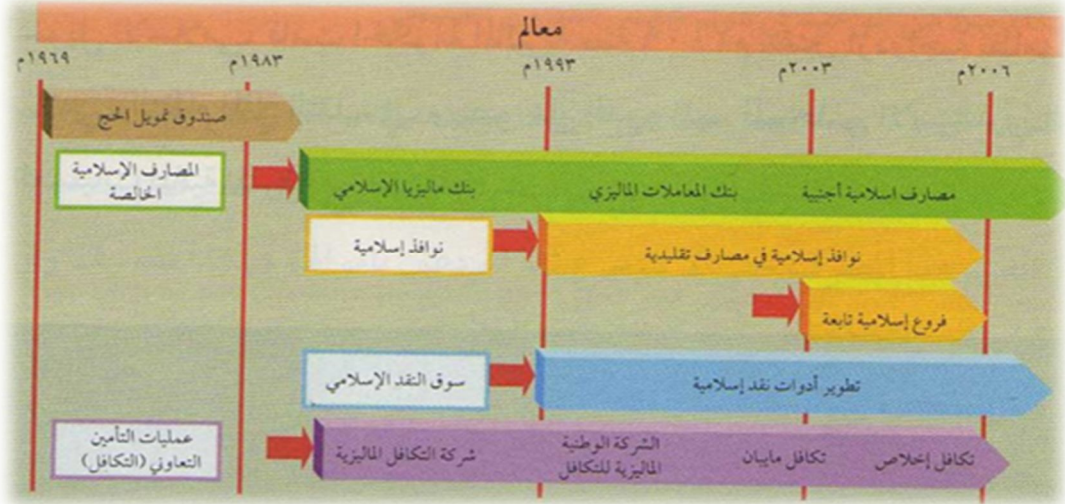 معالم
١٩٦٩م
١٩٨٣م
١٩٩٣م
٢٠٠٣م
٢٠٠٦م
صندوق تمويل الحج
المصارف الإسلامية
الخالصة
بنك ماليزيا الإسلامي
بنك المعاملات الماليزي
مصارف اسلامية أجنبية
نوافذ إسلامية
نوافذ إسلامية في مصارف تقليدية
فروع إسلامية تابعة
سوق النقد الإسلامي
تطوير أدوات نقد إسلامية
عمليات التأمين
التعاوني (التكافل)
شركة التكافل الماليزية
الشركة الوطنية
الماليزية للتكافل
تكافل مايبان
تكافل إخلاص